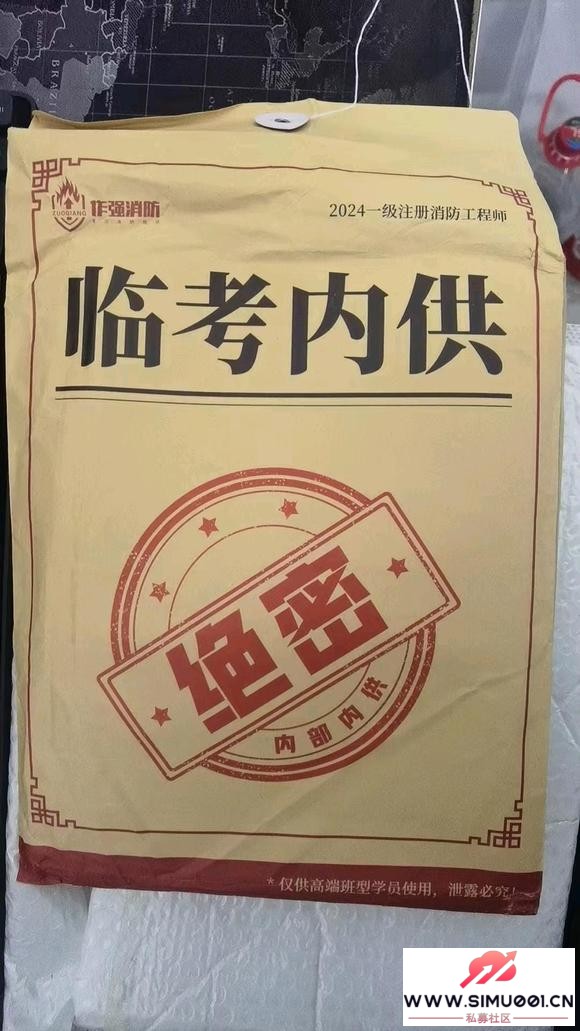 BRAZIL
ZUOQIANG
作强消防
2024一级注册消防工程师
临考内供
绝密
内部内供
*仅供高端班型学员使用，泄露必究！
WWW.SIMU001.CN
私募社区